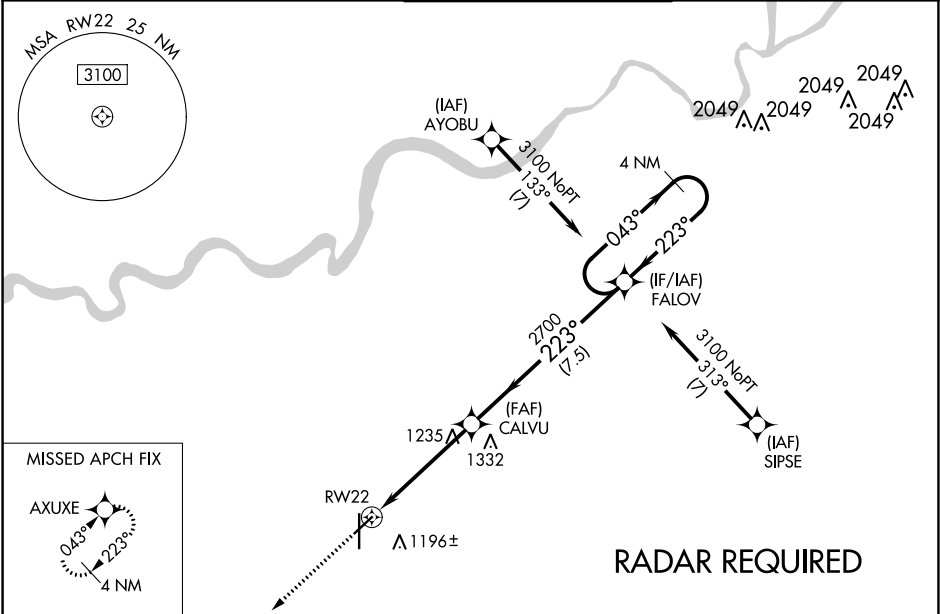 MSA RW22 25 NM
3100
(IAF)
AYOBU
3100 NoPT
133°
(7)
4 NM
043°
223°
2049
2049
2049
2049
2049
(IF/IAF)
FALOV
2700
223°
(7.5)
3100 NoPT
313°
(7)
(IAF)
SIPSE
(FAF)
CALVU
1235
1332
RW22
1196±
MISSED APCH FIX
AXUXE
043°
223°
4 NM
RADAR REQUIRED